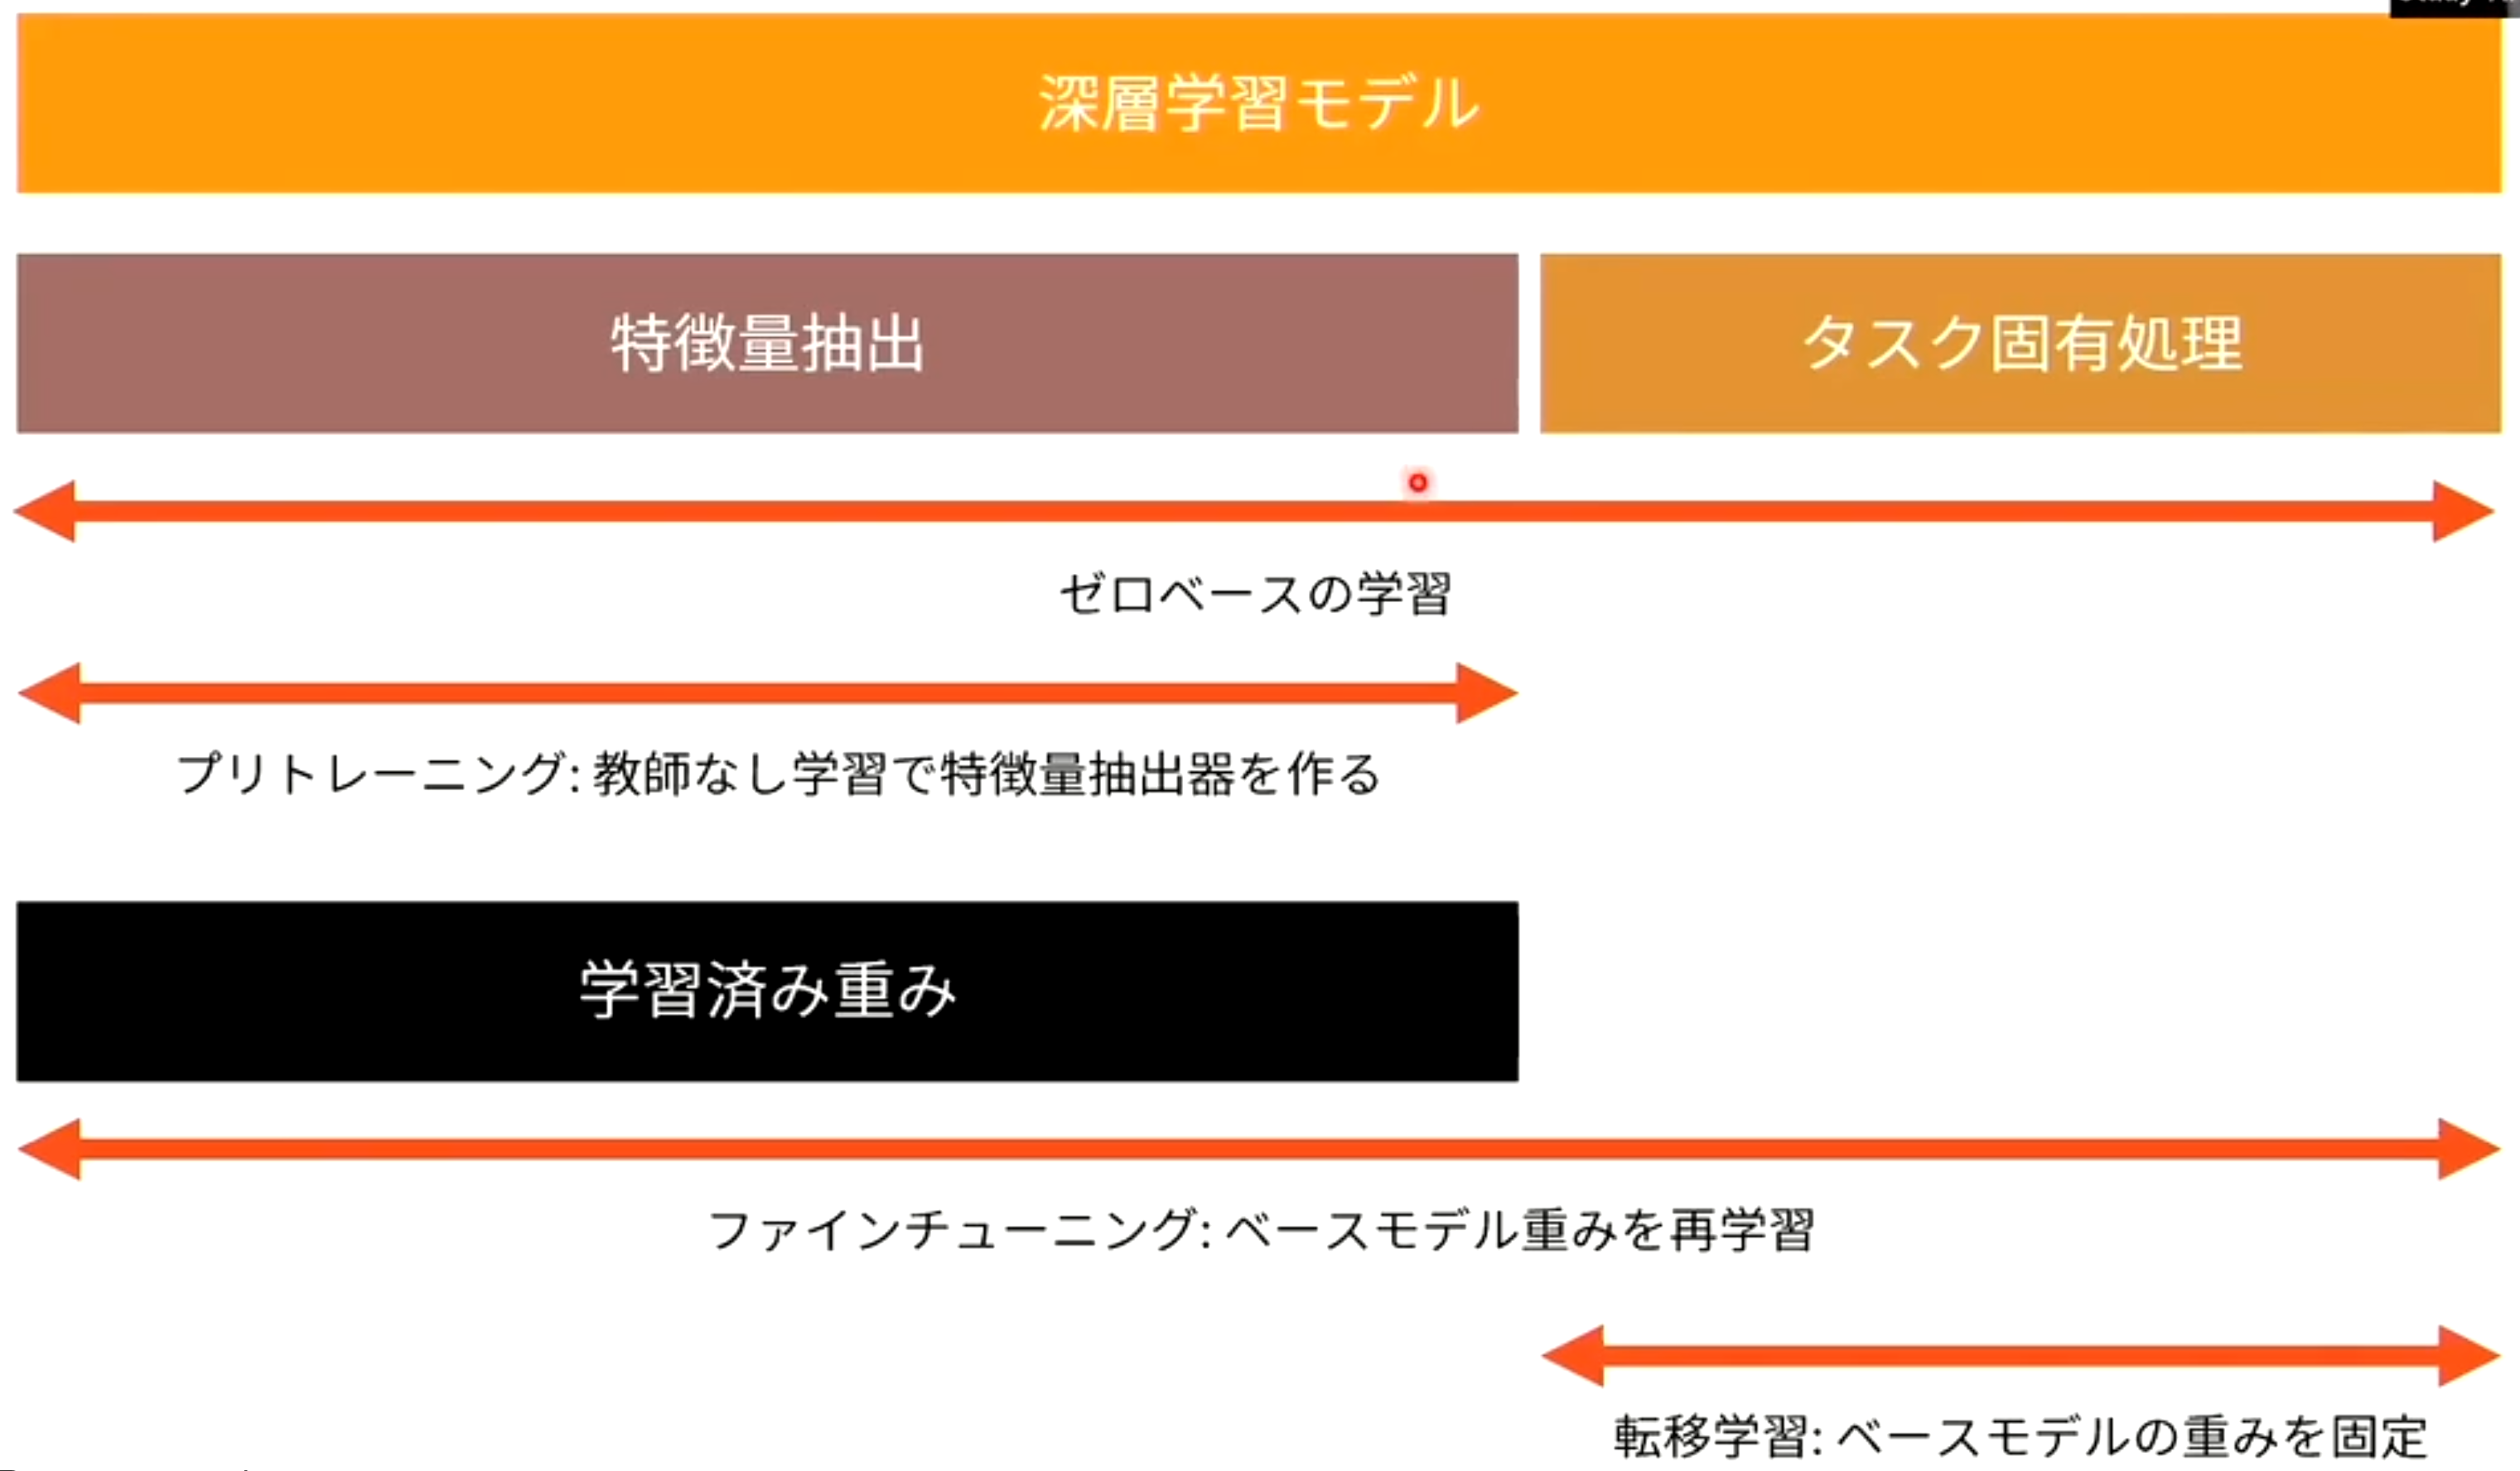 深層学習モデル
特徴量抽出
タスク固有処理
ゼロベースの学習
プリトレーニング: 教師なし学習で特徴量抽出器を作る
学習済み重み
ファインチューニング: ベースモデル重みを再学習
転移学習: ベースモデルの重みを固定